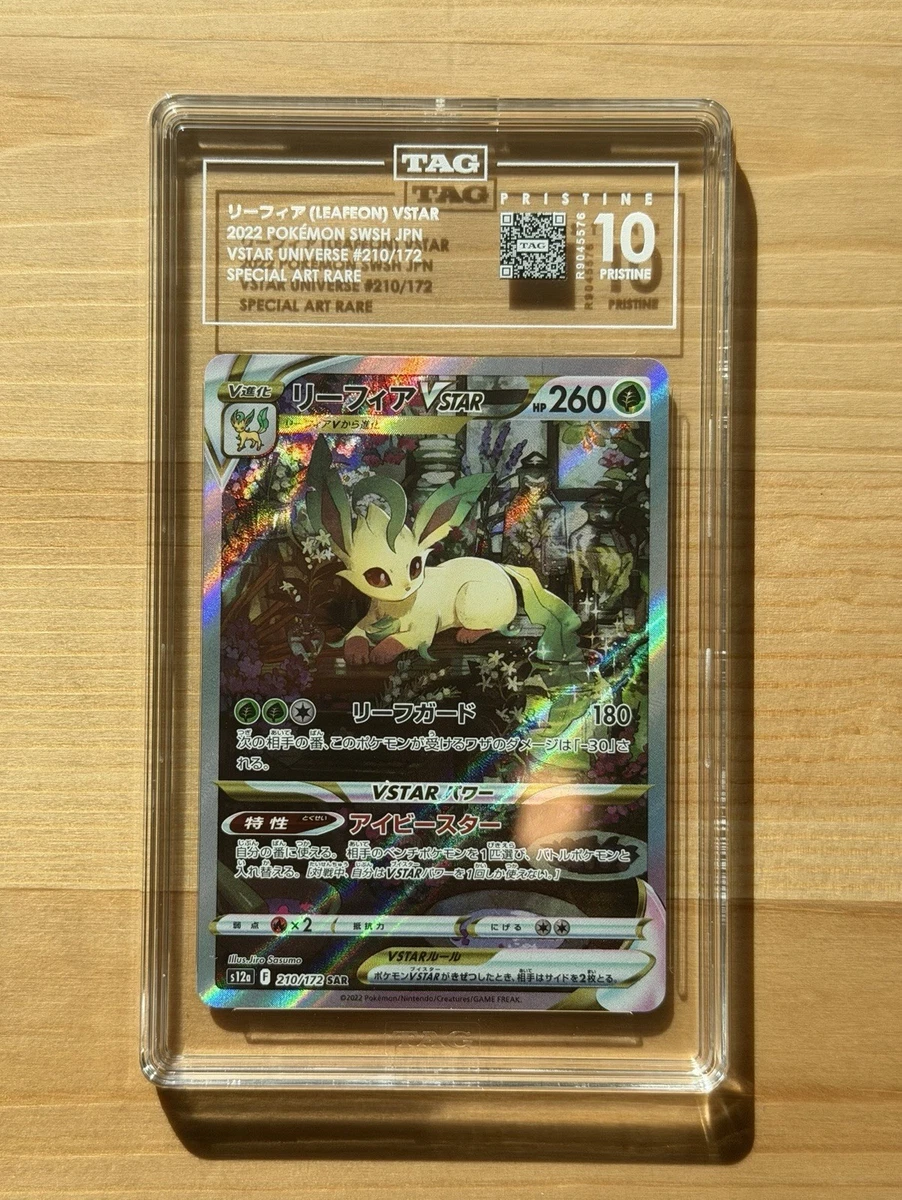 TAG
PRISTINE
リーフィア (LEAFEON) VSTAR
2022 POKÉMON SWSH JPN
VSTAR UNIVERSE #210/172
SPECIAL ART RARE
TAG
R9045576
10
PRISTINE
V進化
リーフィアVSTAR
HP 260
リーフィアVから進化
リーフガード 180
次の相手の番、このポケモンが受けるワザのダメージは「-30」さ
れる。
VSTARパワー
特性 とくせい アイビースター
自分の番に使える。相手のベンチポケモンを1匹選び、バトルポケモンと
入れ替える。[対戦中、自分はVSTARパワーを1回しか使えない。]
弱点 ×2 抵抗力 にげる
Illus. Jiro Sasumo
VSTARルール
ポケモンVSTARがきぜつしたとき、相手はサイドを2枚とる。
s12a F 210/172 SAR
©2022 Pokémon/Nintendo/Creatures/GAME FREAK.
TAG